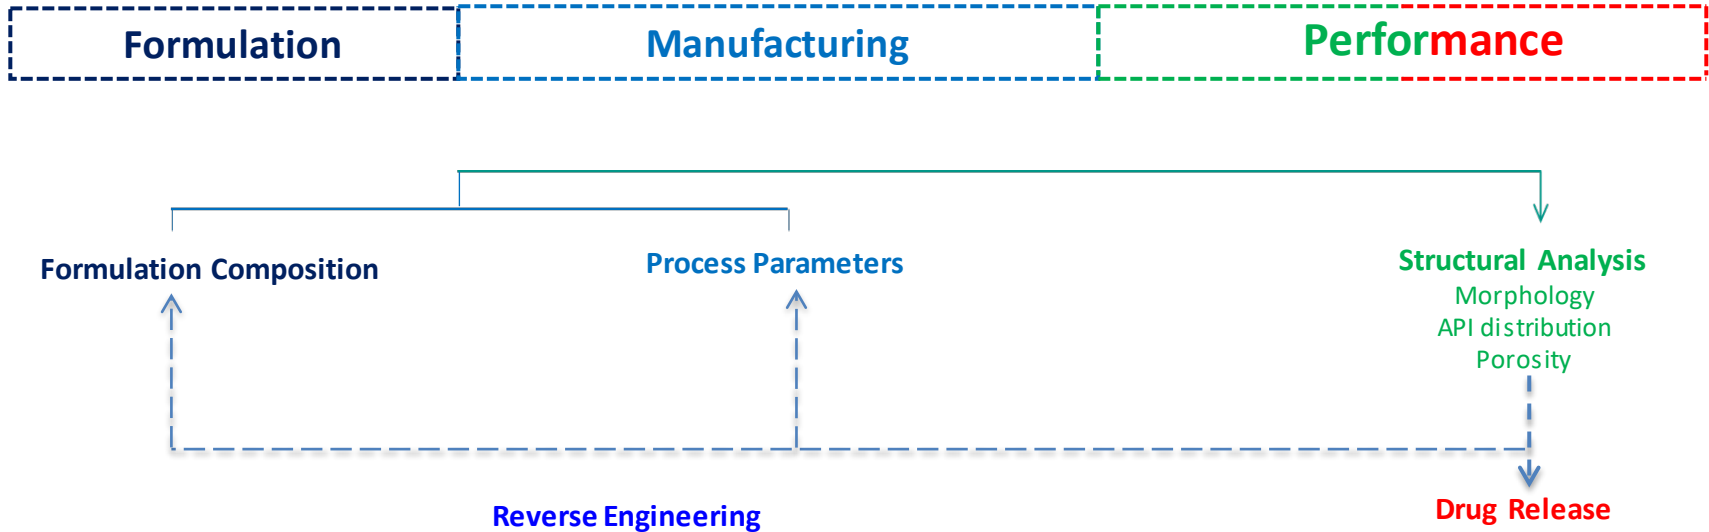 Formulation
Manufacturing
Performance
Formulation Composition
Process Parameters
Structural Analysis
Morphology
API distribution
Porosity
Reverse Engineering
Drug Release